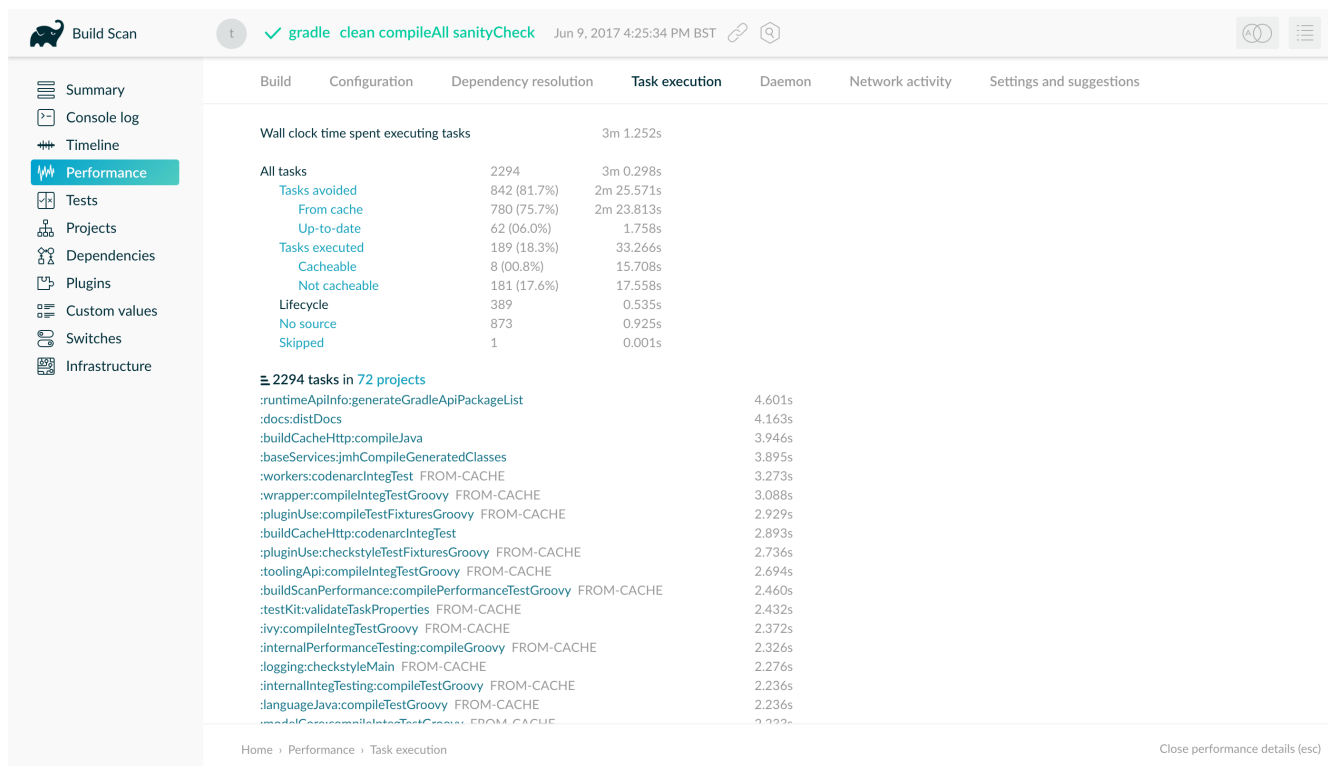 Build Scan
t gradle clean compileAll sanityCheck Jun 9, 2017 4:25:34 PM BST
Summary
Console log
Timeline
Performance
Tests
Projects
Dependencies
Plugins
Custom values
Switches
Infrastructure
Build Configuration Dependency resolution Task execution Daemon Network activity Settings and suggestions
Wall clock time spent executing tasks 3m 1.252s
All tasks 2294 3m 0.298s
Tasks avoided 842 (81.7%) 2m 25.571s
From cache 780 (75.7%) 2m 23.813s
Up-to-date 62 (06.0%) 1.758s
Tasks executed 189 (18.3%) 33.266s
Cacheable 8 (00.8%) 15.708s
Not cacheable 181 (17.6%) 17.558s
Lifecycle 389 0.535s
No source 873 0.925s
Skipped 1 0.001s
2294 tasks in 72 projects
:runtimeApiInfo:generateGradleApiPackageList 4.601s
:docs:distDocs 4.163s
:buildCacheHttp:compileJava 3.946s
:baseServices:jmhCompileGeneratedClasses 3.895s
:workers:codenarcIntegTest FROM-CACHE 3.273s
:wrapper:compileIntegTestGroovy FROM-CACHE 3.088s
:pluginUse:compileTestFixturesGroovy FROM-CACHE 2.929s
:buildCacheHttp:codenarcIntegTest 2.893s
:pluginUse:checkstyleTestFixturesGroovy FROM-CACHE 2.736s
:toolingApi:compileIntegTestGroovy FROM-CACHE 2.694s
:buildScanPerformance:compilePerformanceTestGroovy FROM-CACHE 2.460s
:testKit:validateTaskProperties FROM-CACHE 2.432s
:ivy:compileIntegTestGroovy FROM-CACHE 2.372s
:internalPerformanceTesting:compileGroovy FROM-CACHE 2.326s
:logging:checkstyleMain FROM-CACHE 2.276s
:internalIntegTesting:compileTestGroovy FROM-CACHE 2.236s
:languageJava:compileTestGroovy FROM-CACHE 2.236s
:modelCore:compileIntegTestGroovy FROM-CACHE 2.233s
Home › Performance › Task execution
Close performance details (esc)